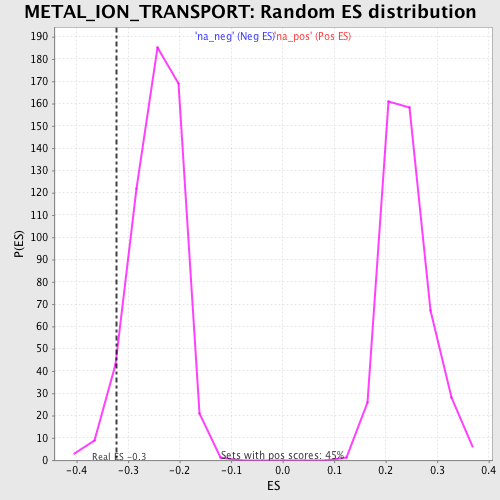 METAL_ION_TRANSPORT: Random ES distribution
'na_neg' (Neg ES)'na_pos' (Pos ES)
190
180
170
160
150
140
130
120
110
100
90
80
70
60
50
40
30
20
10
0
P(ES)
Real ES -0.3
Sets with pos scores: 45%
-0.4 -0.3 -0.2 -0.1 0.0 0.1 0.2 0.3 0.4
ES